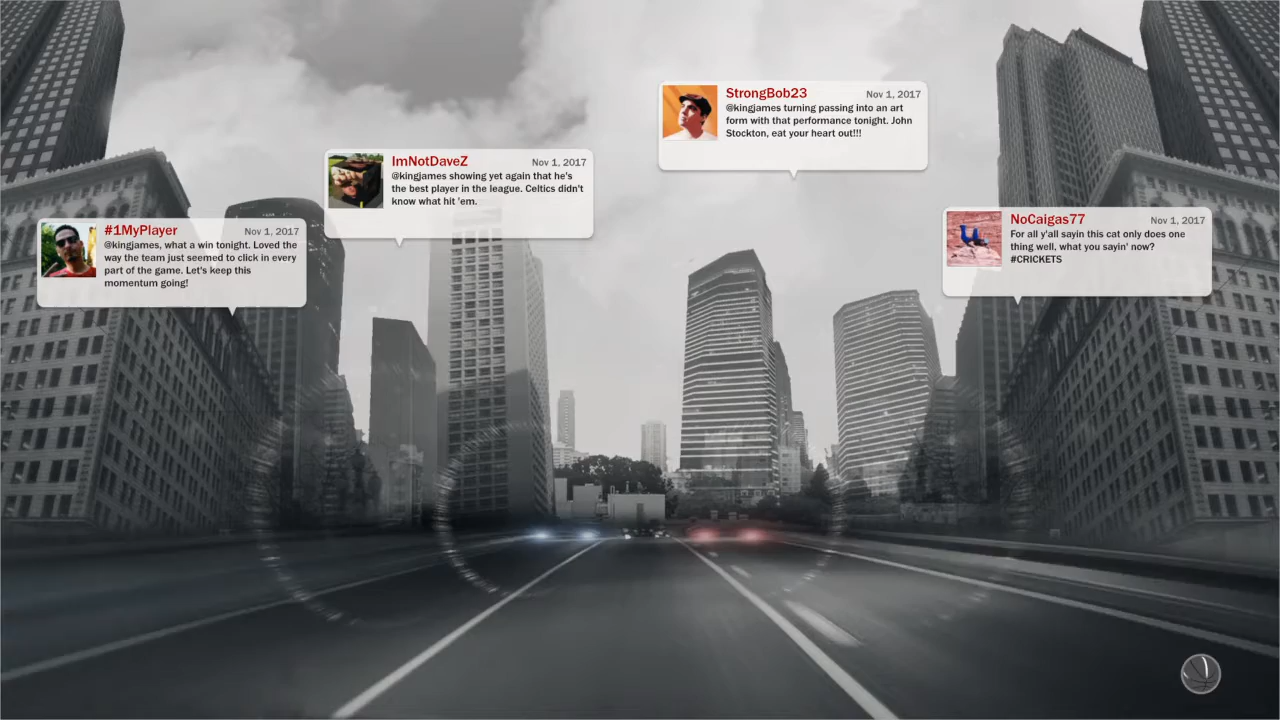 #1MyPlayer Nov 1, 2017
@kingjames, what a win tonight. Loved the
way the team just seemed to click in every
part of the game. Let's keep this
momentum going!
ImNotDaveZ Nov 1, 2017
@kingjames showing yet again that he's
the best player in the league. Celtics didn't
know what hit 'em.
StrongBob23 Nov 1, 2017
@kingjames turning passing into an art
form with that performance tonight. John
Stockton, eat your heart out!!!
NoCaigas77 Nov 1, 2017
For all y'all sayin this cat only does one
thing well, what you sayin' now?
#CRICKETS